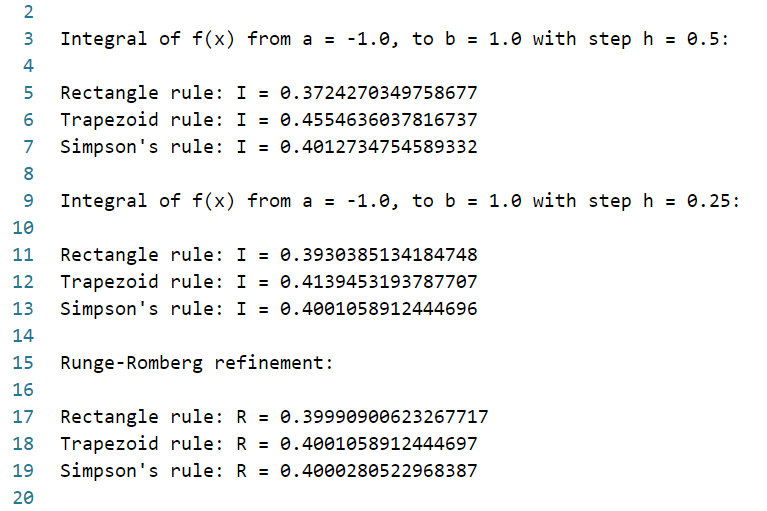 2
3 Integral of f(x) from a = -1.0, to b = 1.0 with step h = 0.5:
4
5 Rectangle rule: I = 0.3724270349758677
6 Trapezoid rule: I = 0.4554636037816737
7 Simpson's rule: I = 0.4012734754589332
8
9 Integral of f(x) from a = -1.0, to b = 1.0 with step h = 0.25:
10
11 Rectangle rule: I = 0.3930385134184748
12 Trapezoid rule: I = 0.4139453193787707
13 Simpson's rule: I = 0.4001058912444696
14
15 Runge-Romberg refinement:
16
17 Rectangle rule: R = 0.39990900623267717
18 Trapezoid rule: R = 0.4001058912444697
19 Simpson's rule: R = 0.4000280522968387
20